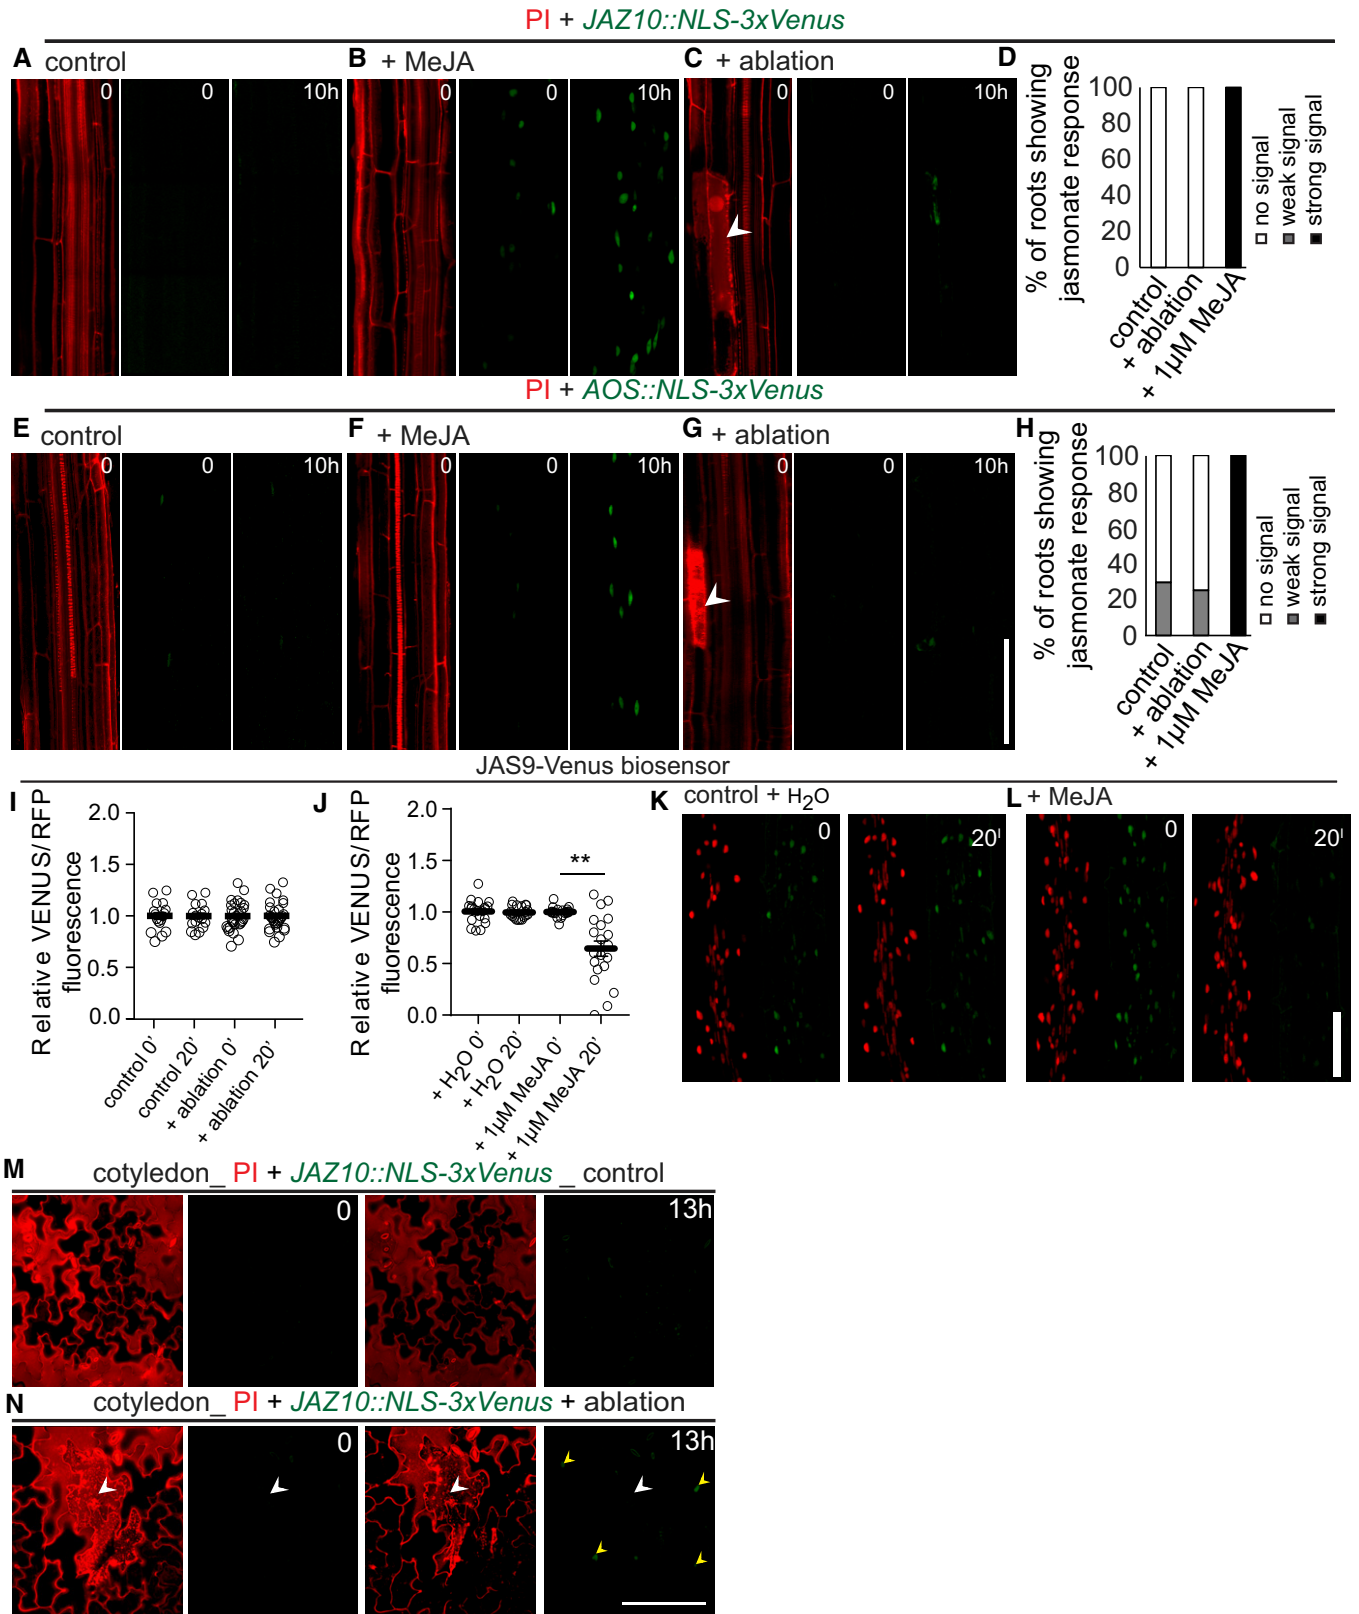 PI + JAZ10::NLS-3xVenus
A control
B + MeJA
C + ablation
D
0 0 10h
0 0 10h
0 0 10h
% of roots showing
jasmonate response
100
80
60
40
20
0
control
+ ablation
+ 1µM MeJA
no signal
weak signal
strong signal
PI + AOS::NLS-3xVenus
E control
F + MeJA
G + ablation
H
0 0 10h
0 0 10h
0 0 10h
% of roots showing
jasmonate response
100
80
60
40
20
0
control
+ ablation
+ 1µM MeJA
no signal
weak signal
strong signal
JAS9-Venus biosensor
I
Relative VENUS/RFP
fluorescence
2.0
1.5
1.0
0.5
0.0
control 0'
control 20'
+ ablation 0'
+ ablation 20'
J
Relative VENUS/RFP
fluorescence
2.0
1.5
1.0
0.5
0.0
**
+ H2O 0'
+ H2O 20'
+ 1µM MeJA 0'
+ 1µM MeJA 20'
K control + H2O
0 20'
L + MeJA
0 20'
M cotyledon_ PI + JAZ10::NLS-3xVenus _ control
0 13h
N cotyledon_ PI + JAZ10::NLS-3xVenus + ablation
0 13h